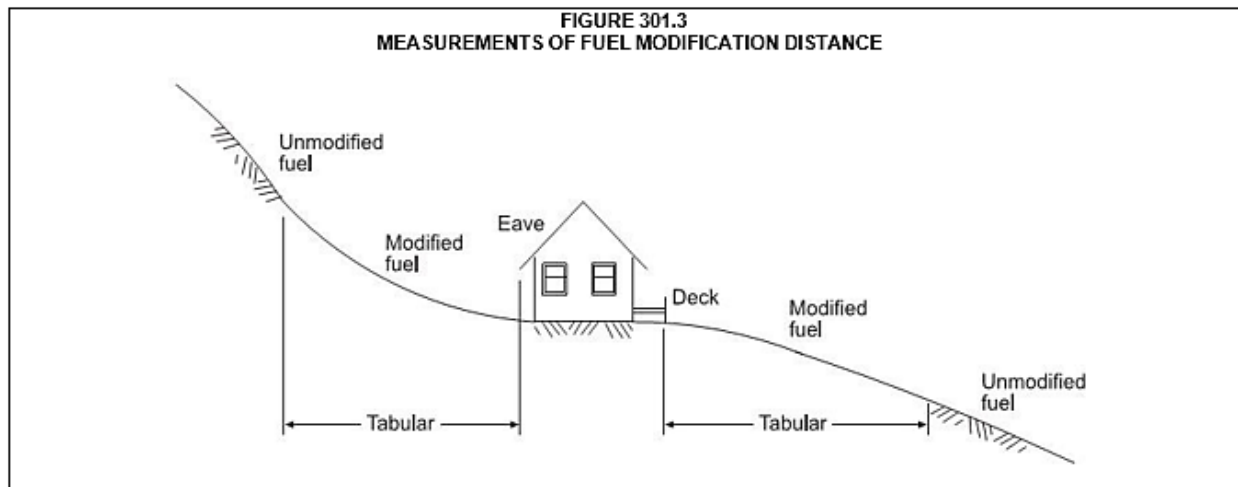 FIGURE 301.3
MEASUREMENTS OF FUEL MODIFICATION DISTANCE
Unmodified
fuel
Eave
Modified
fuel
Deck
Modified
fuel
Unmodified
fuel
Tabular
Tabular